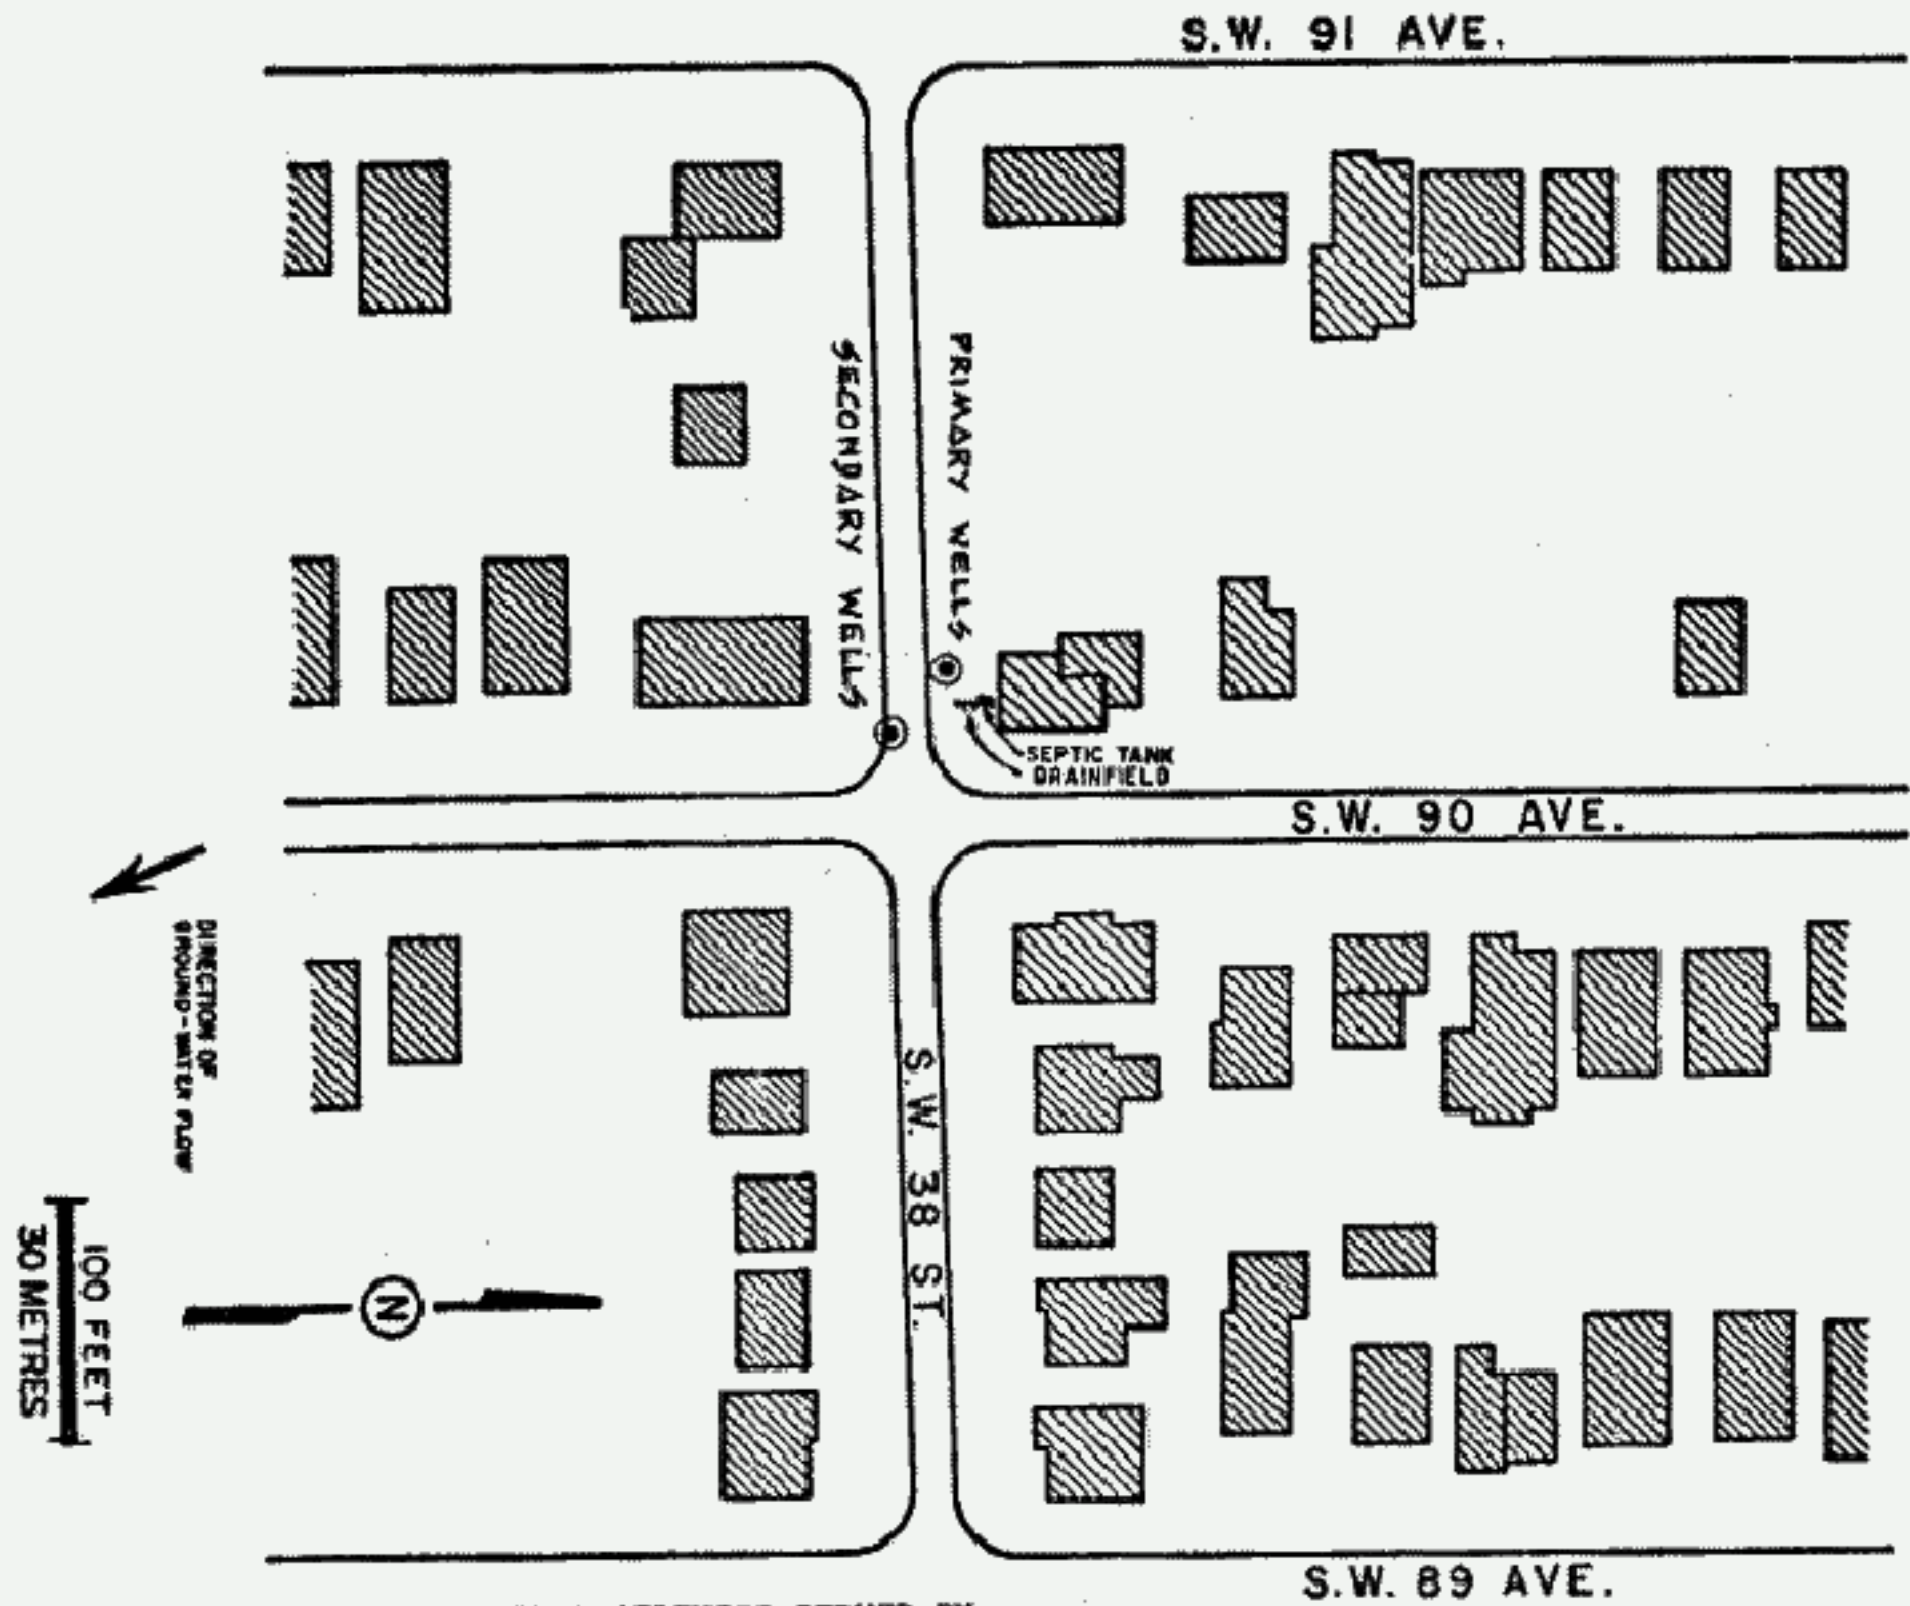 S.W. 91 AVE.
SECONDARY WELLS
PRIMARY WELLS
SEPTIC TANK
DRAINFIELD
S.W. 90 AVE.
DIRECTION OF
GROUND-WATER FLOW
S.W. 38 ST.
100 FEET
30 METRES
N
S.W. 89 AVE.